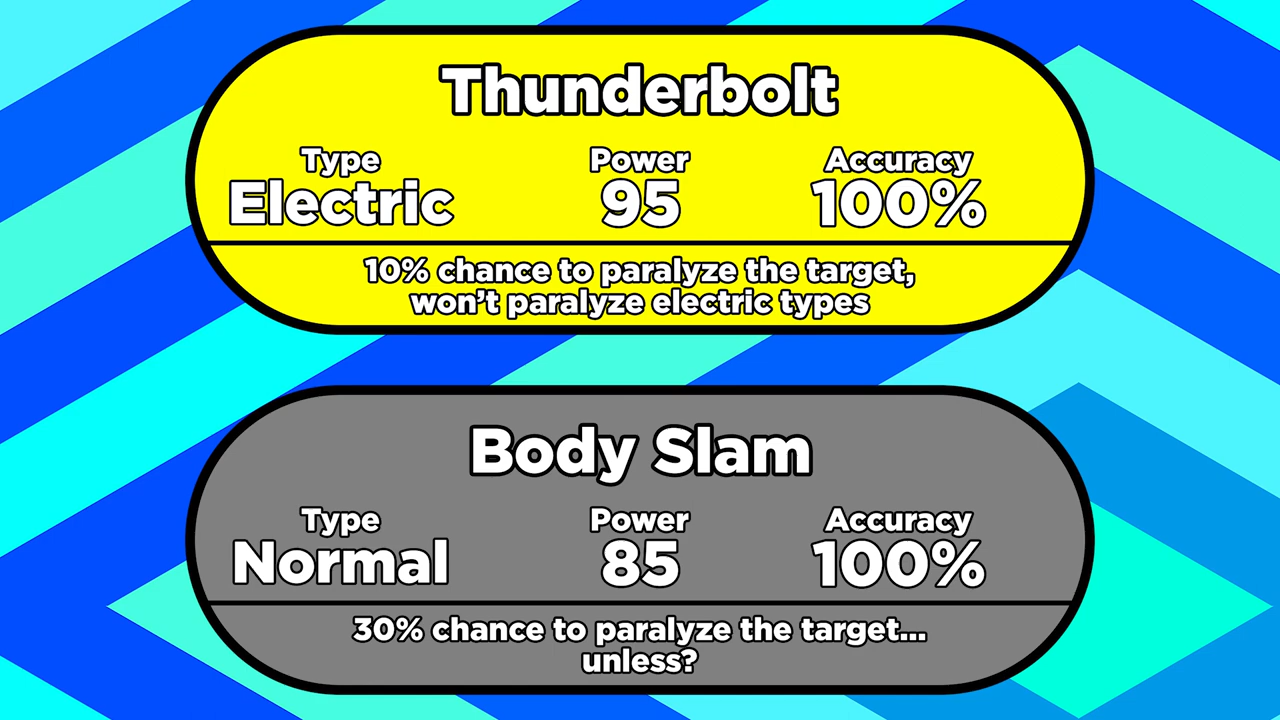 Thunderbolt
Type Power Accuracy
Electric 95 100%
10% chance to paralyze the target,
won't paralyze electric types
Body Slam
Type Power Accuracy
Normal 85 100%
30% chance to paralyze the target...
unless?